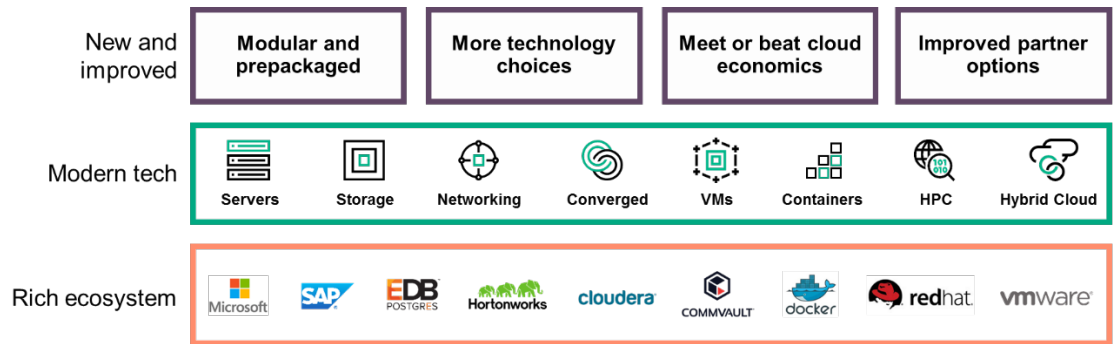 New and
improved
Modular and
prepackaged
More technology
choices
Meet or beat cloud
economics
Improved partner
options
Modern tech
Servers
Storage
Networking
Converged
VMs
Containers
101
010
HPC
Hybrid Cloud
Rich ecosystem
Microsoft
SAP
EDB
POSTGRES
Hortonworks
cloudera
COMMVAULT
docker
redhat.
vmware